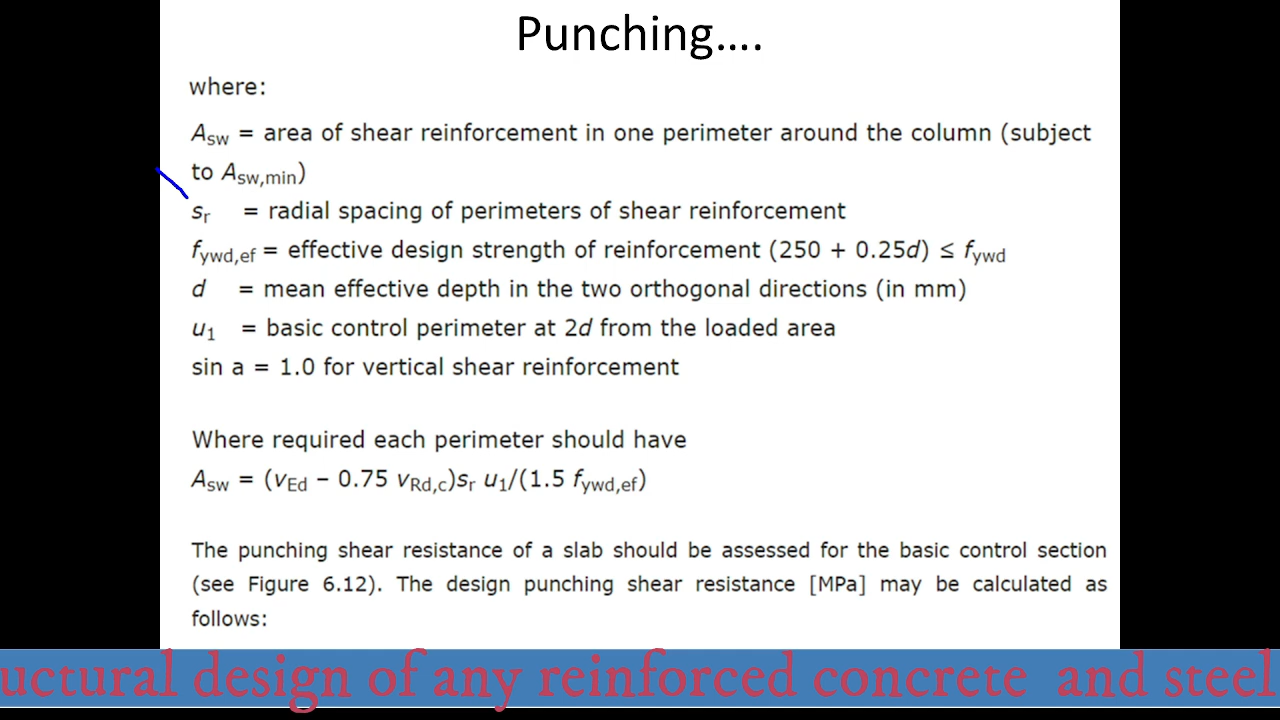 Punching....
where:
Asw = area of shear reinforcement in one perimeter around the column (subject
to Asw,min)
sr = radial spacing of perimeters of shear reinforcement
fywd,ef = effective design strength of reinforcement (250 + 0.25d) ≤ fywd
d = mean effective depth in the two orthogonal directions (in mm)
u1 = basic control perimeter at 2d from the loaded area
sin a = 1.0 for vertical shear reinforcement
Where required each perimeter should have
Asw = (vEd – 0.75 vRd,c)sr u1/(1.5 fywd,ef)
The punching shear resistance of a slab should be assessed for the basic control section
(see Figure 6.12). The design punching shear resistance [MPa] may be calculated as
follows:
uctural design of any reinforced concrete and steel